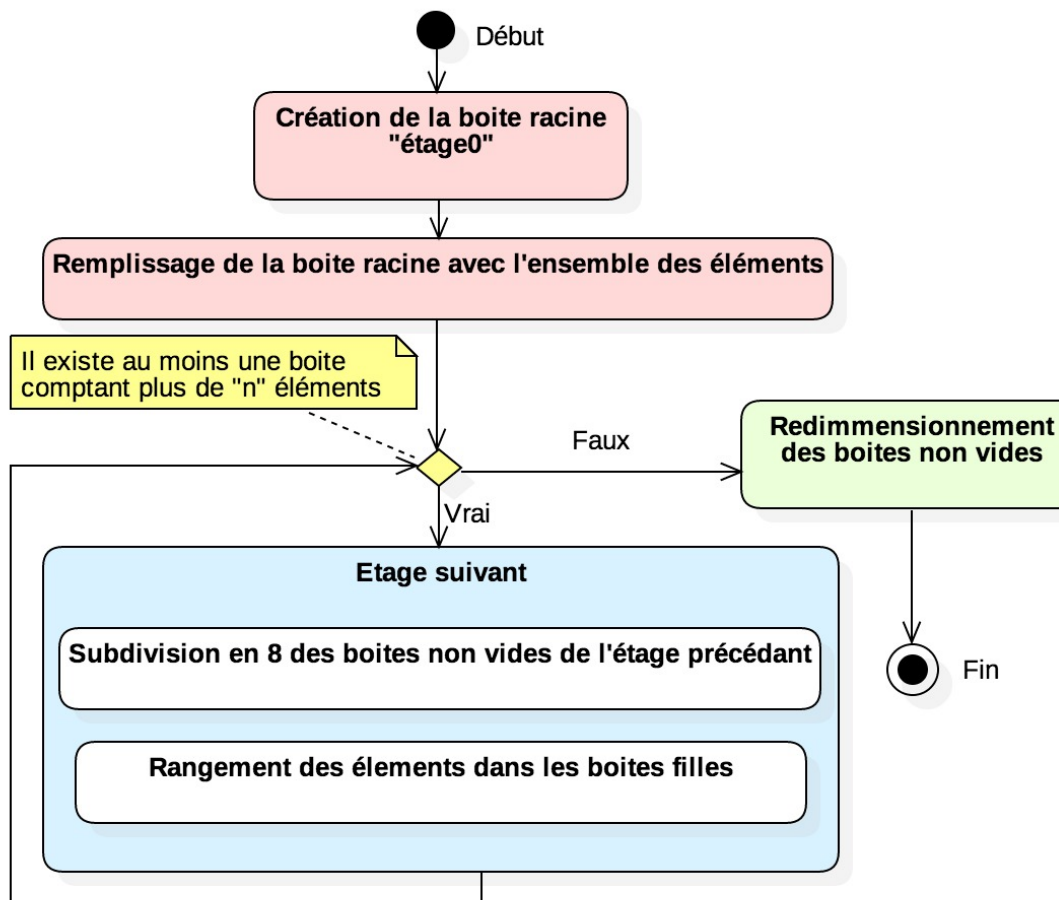 Début
Création de la boite racine
"étage0"
Remplissage de la boite racine avec l'ensemble des éléments
Il existe au moins une boite
comptant plus de "n" éléments
Faux
Redimmensionnement
des boites non vides
Vrai
Etage suivant
Subdivision en 8 des boites non vides de l'étage précédant
Fin
Rangement des élements dans les boites filles